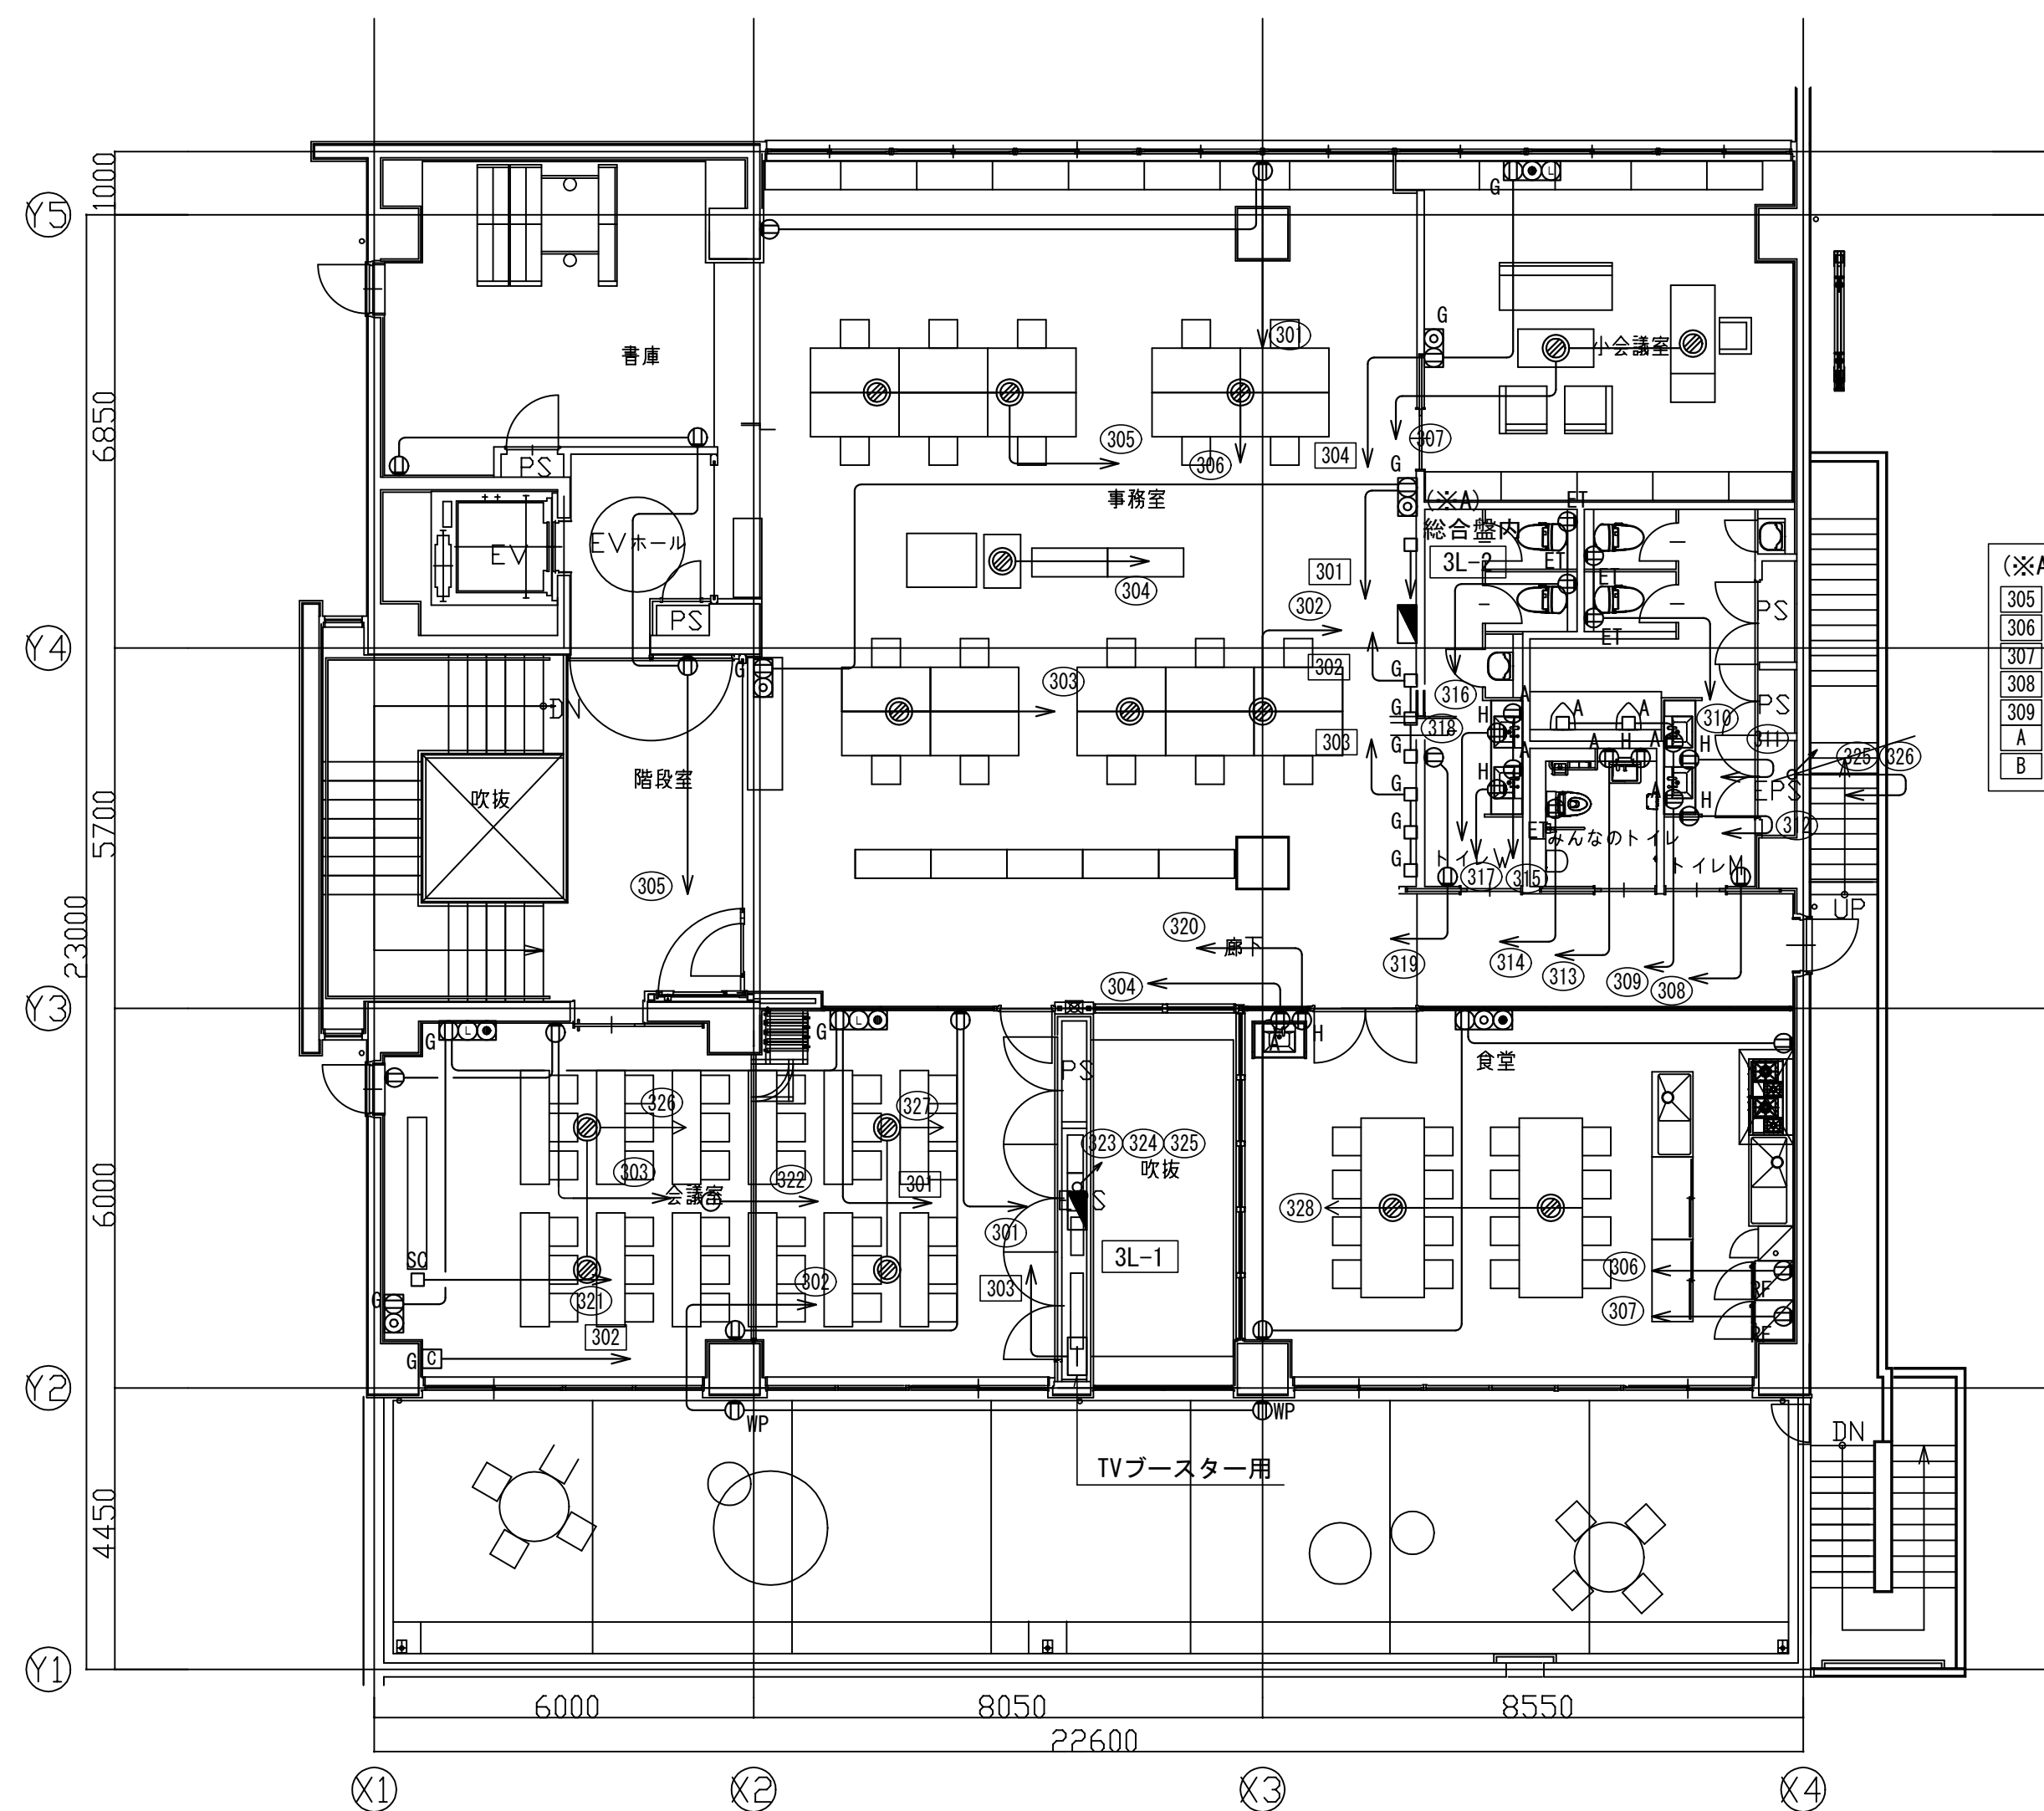 Y5
1000
G
L
G
書庫
小会議室
301
6850
305
306
304
307
PS
G
事務室
(※A)
総合盤内
3L-2
ET
ET
ET
ET
EV
EVホール
304
301
302
PS
PS
(※A
305
306
307
308
309
A
B
Y4
G
303
302
G
316
A
PS
DN
G
318
H
A
A
310
311
303
G
H
A
A
H
A
H
325
326
階段室
吹抜
EPS
5700
G
A
H
312
ET
みんなのトイレ
G
トイレW
トイレM
317
315
305
23000
UP
320
廊下
319
314
313
309
308
304
Y3
G
L
G
L
A
H
食堂
PS
326
327
323
324
325
吹抜
6000
303
会議室
322
301
328
301
3L-1
SC
302
303
306
RF
G
321
307
RF
302
G
C
Y2
WP
WP
DN
TVブースター用
4450
Y1
6000
8050
8550
22600
X1
X2
X3
X4